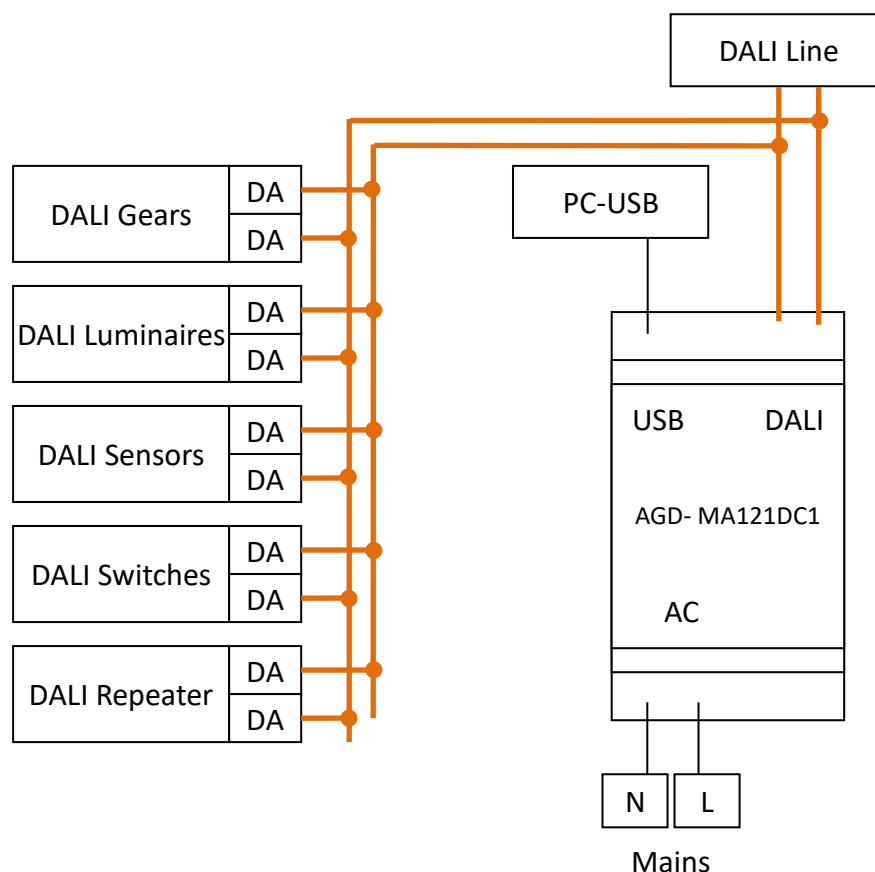 DALI Line
DALI Gears
DA
DA
PC-USB
DALI Luminaires
DA
DA
DALI Sensors
DA
DA
DALI Switches
DA
DA
DALI Repeater
DA
DA
USB DALI
AGD- MA121DC1
AC
N L
Mains